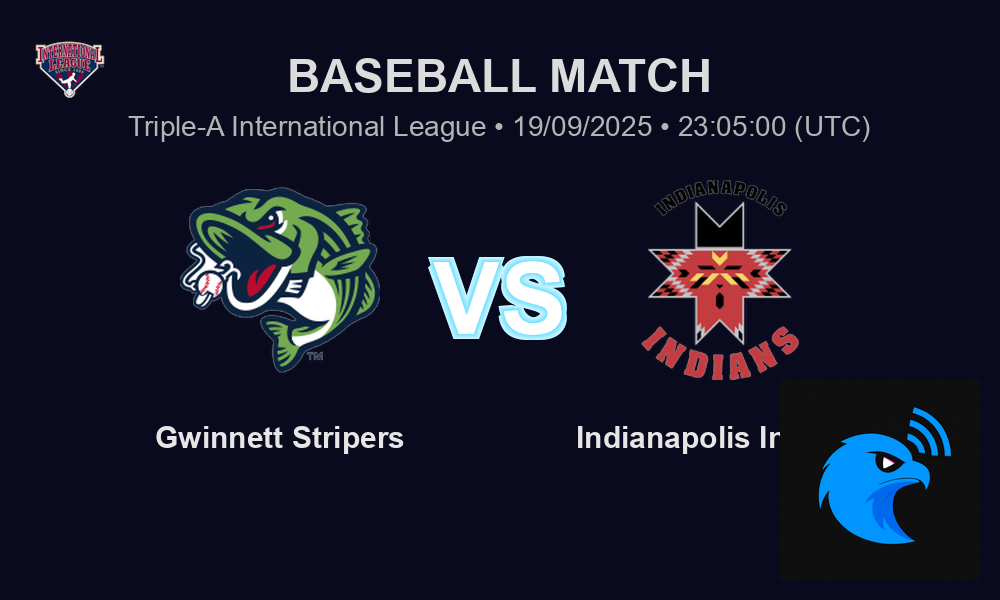 INTERNATIONAL
LEAGUE
BASEBALL MATCH
Triple-A International League • 19/09/2025 • 23:05:00 (UTC)
INDIANAPOLIS
VS
E
TM
INDIANS
Gwinnett Stripers
Indianapolis In